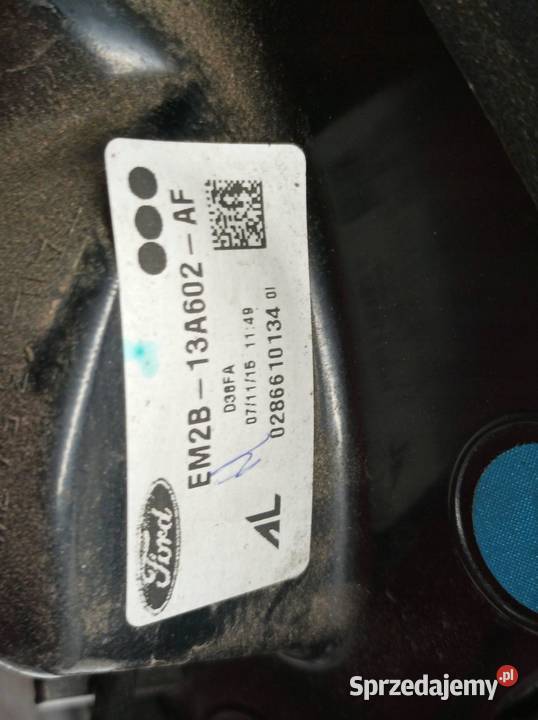 Ford
EM2B-13A602-AF
D38FA
07/11/15 11:49
0286610134 01
AL
Sprzedajemy.pl